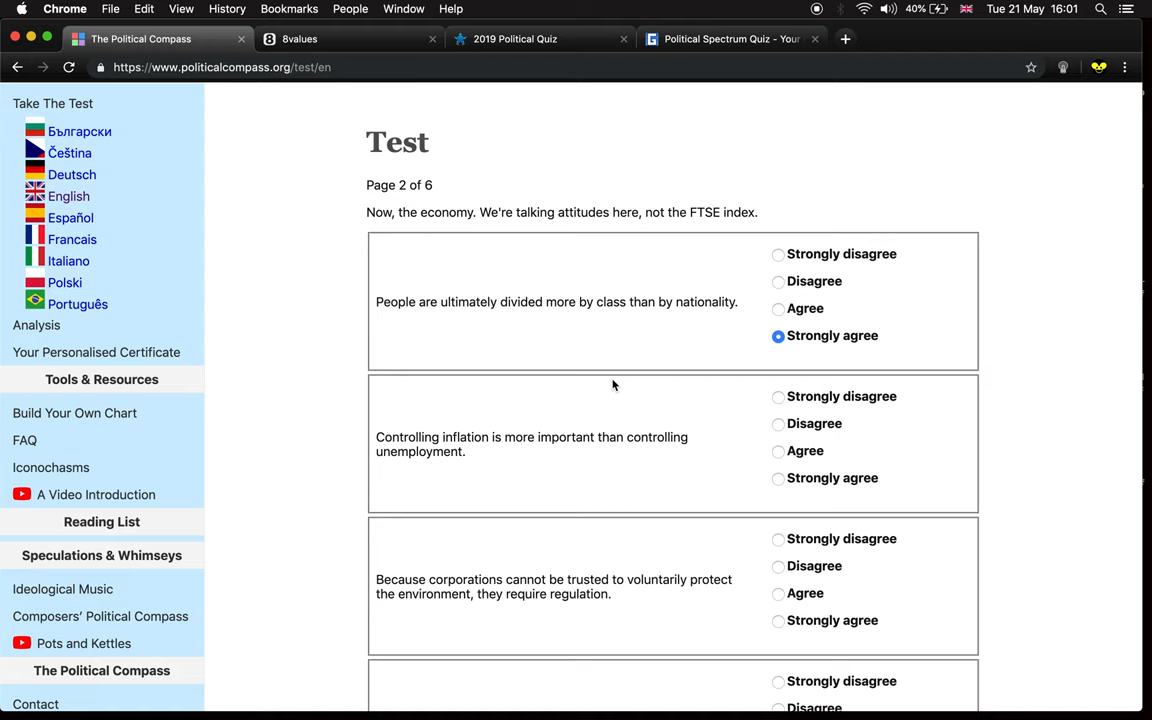 Chrome File Edit View History Bookmarks People Window Help 40% Tue 21 May 16:01
The Political Compass 8values 2019 Political Quiz Political Spectrum Quiz - Your
https://www.politicalcompass.org/test/en
Take The Test
Български
Čeština
Deutsch
English
Español
Francais
Italiano
Polski
Português
Analysis
Your Personalised Certificate
Tools & Resources
Build Your Own Chart
FAQ
Iconochasms
A Video Introduction
Reading List
Speculations & Whimseys
Ideological Music
Composers’ Political Compass
Pots and Kettles
The Political Compass
Contact
Test
Page 2 of 6
Now, the economy. We're talking attitudes here, not the FTSE index.
People are ultimately divided more by class than by nationality.
Strongly disagree
Disagree
Agree
Strongly agree
Controlling inflation is more important than controlling
unemployment.
Strongly disagree
Disagree
Agree
Strongly agree
Because corporations cannot be trusted to voluntarily protect
the environment, they require regulation.
Strongly disagree
Disagree
Agree
Strongly agree
Strongly disagree
Disagree